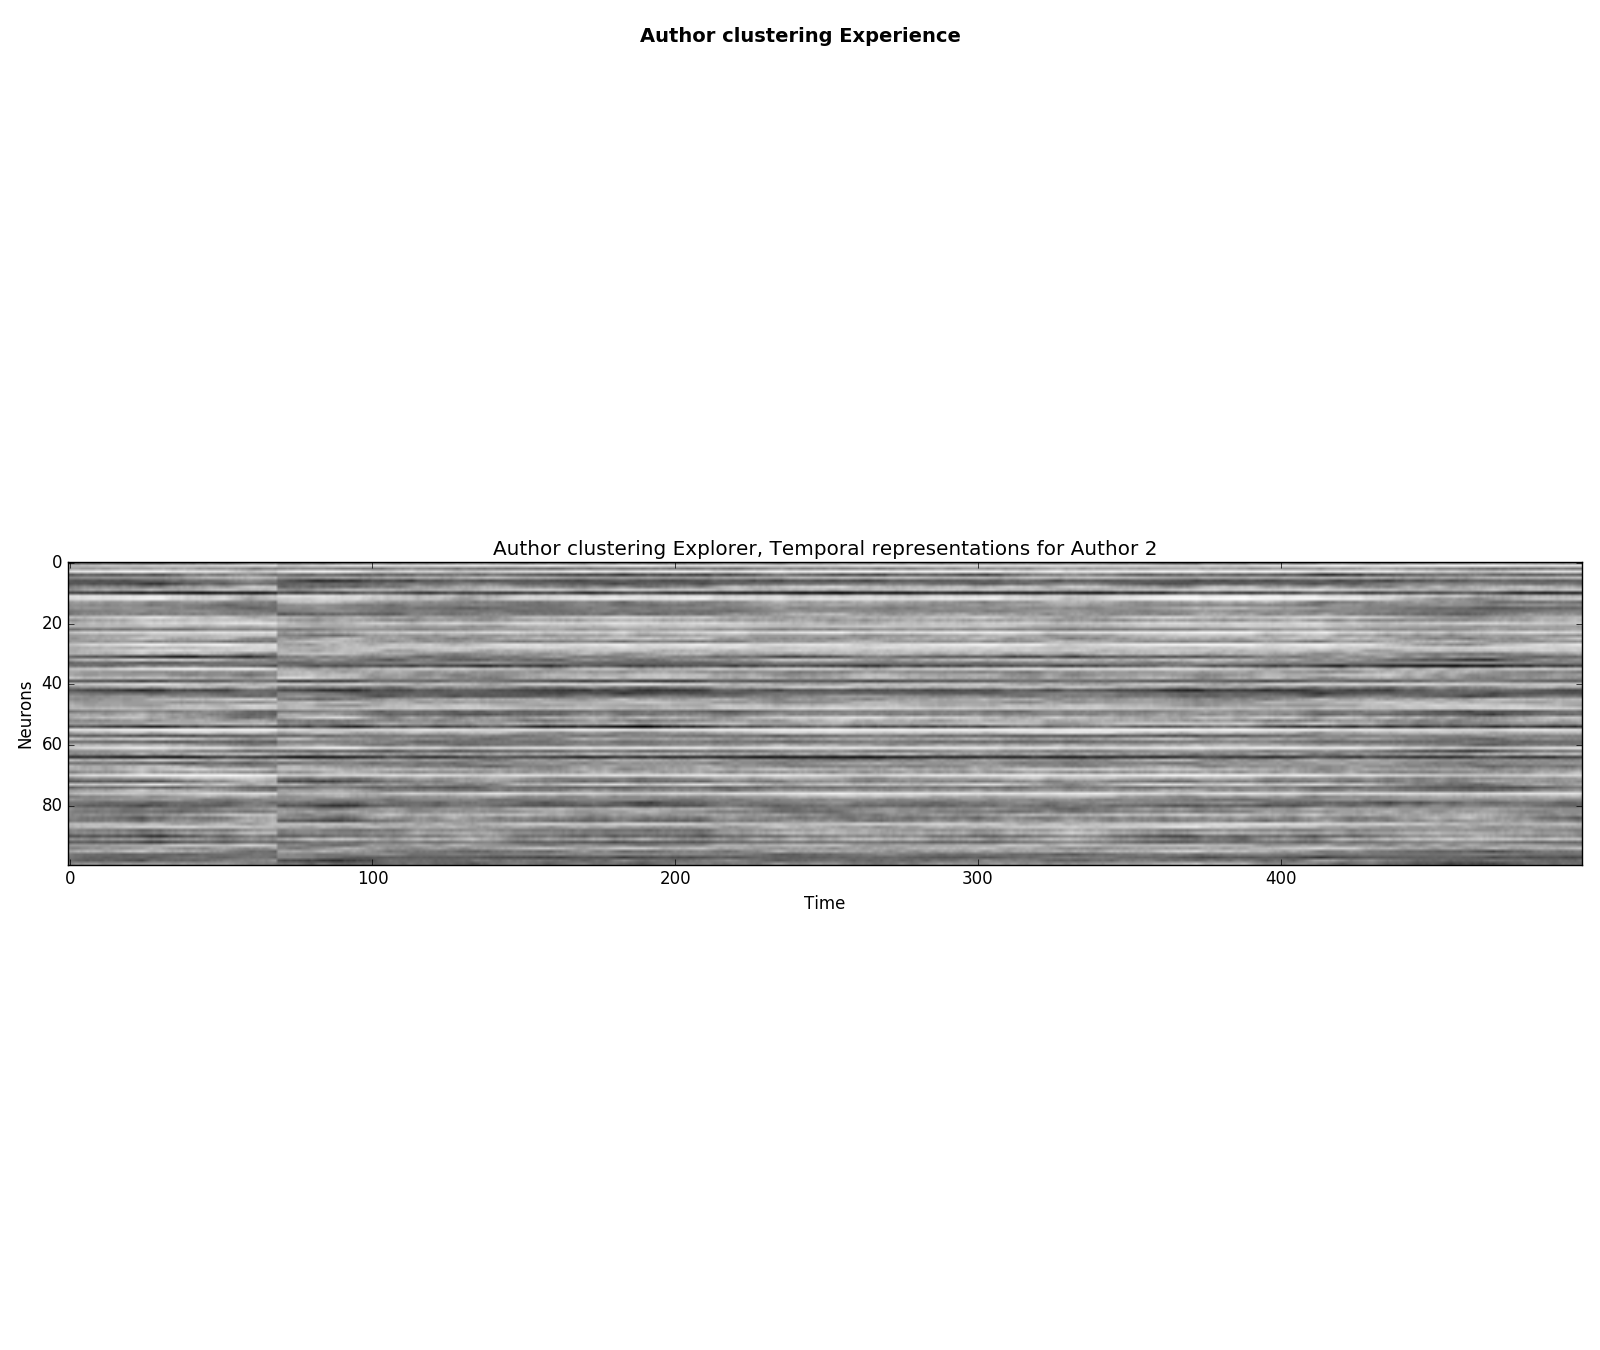 Author clustering Experience
Author clustering Explorer, Temporal representations for Author 2
0
20
40
60
80
Neurons
0 100 200 300 400
Time